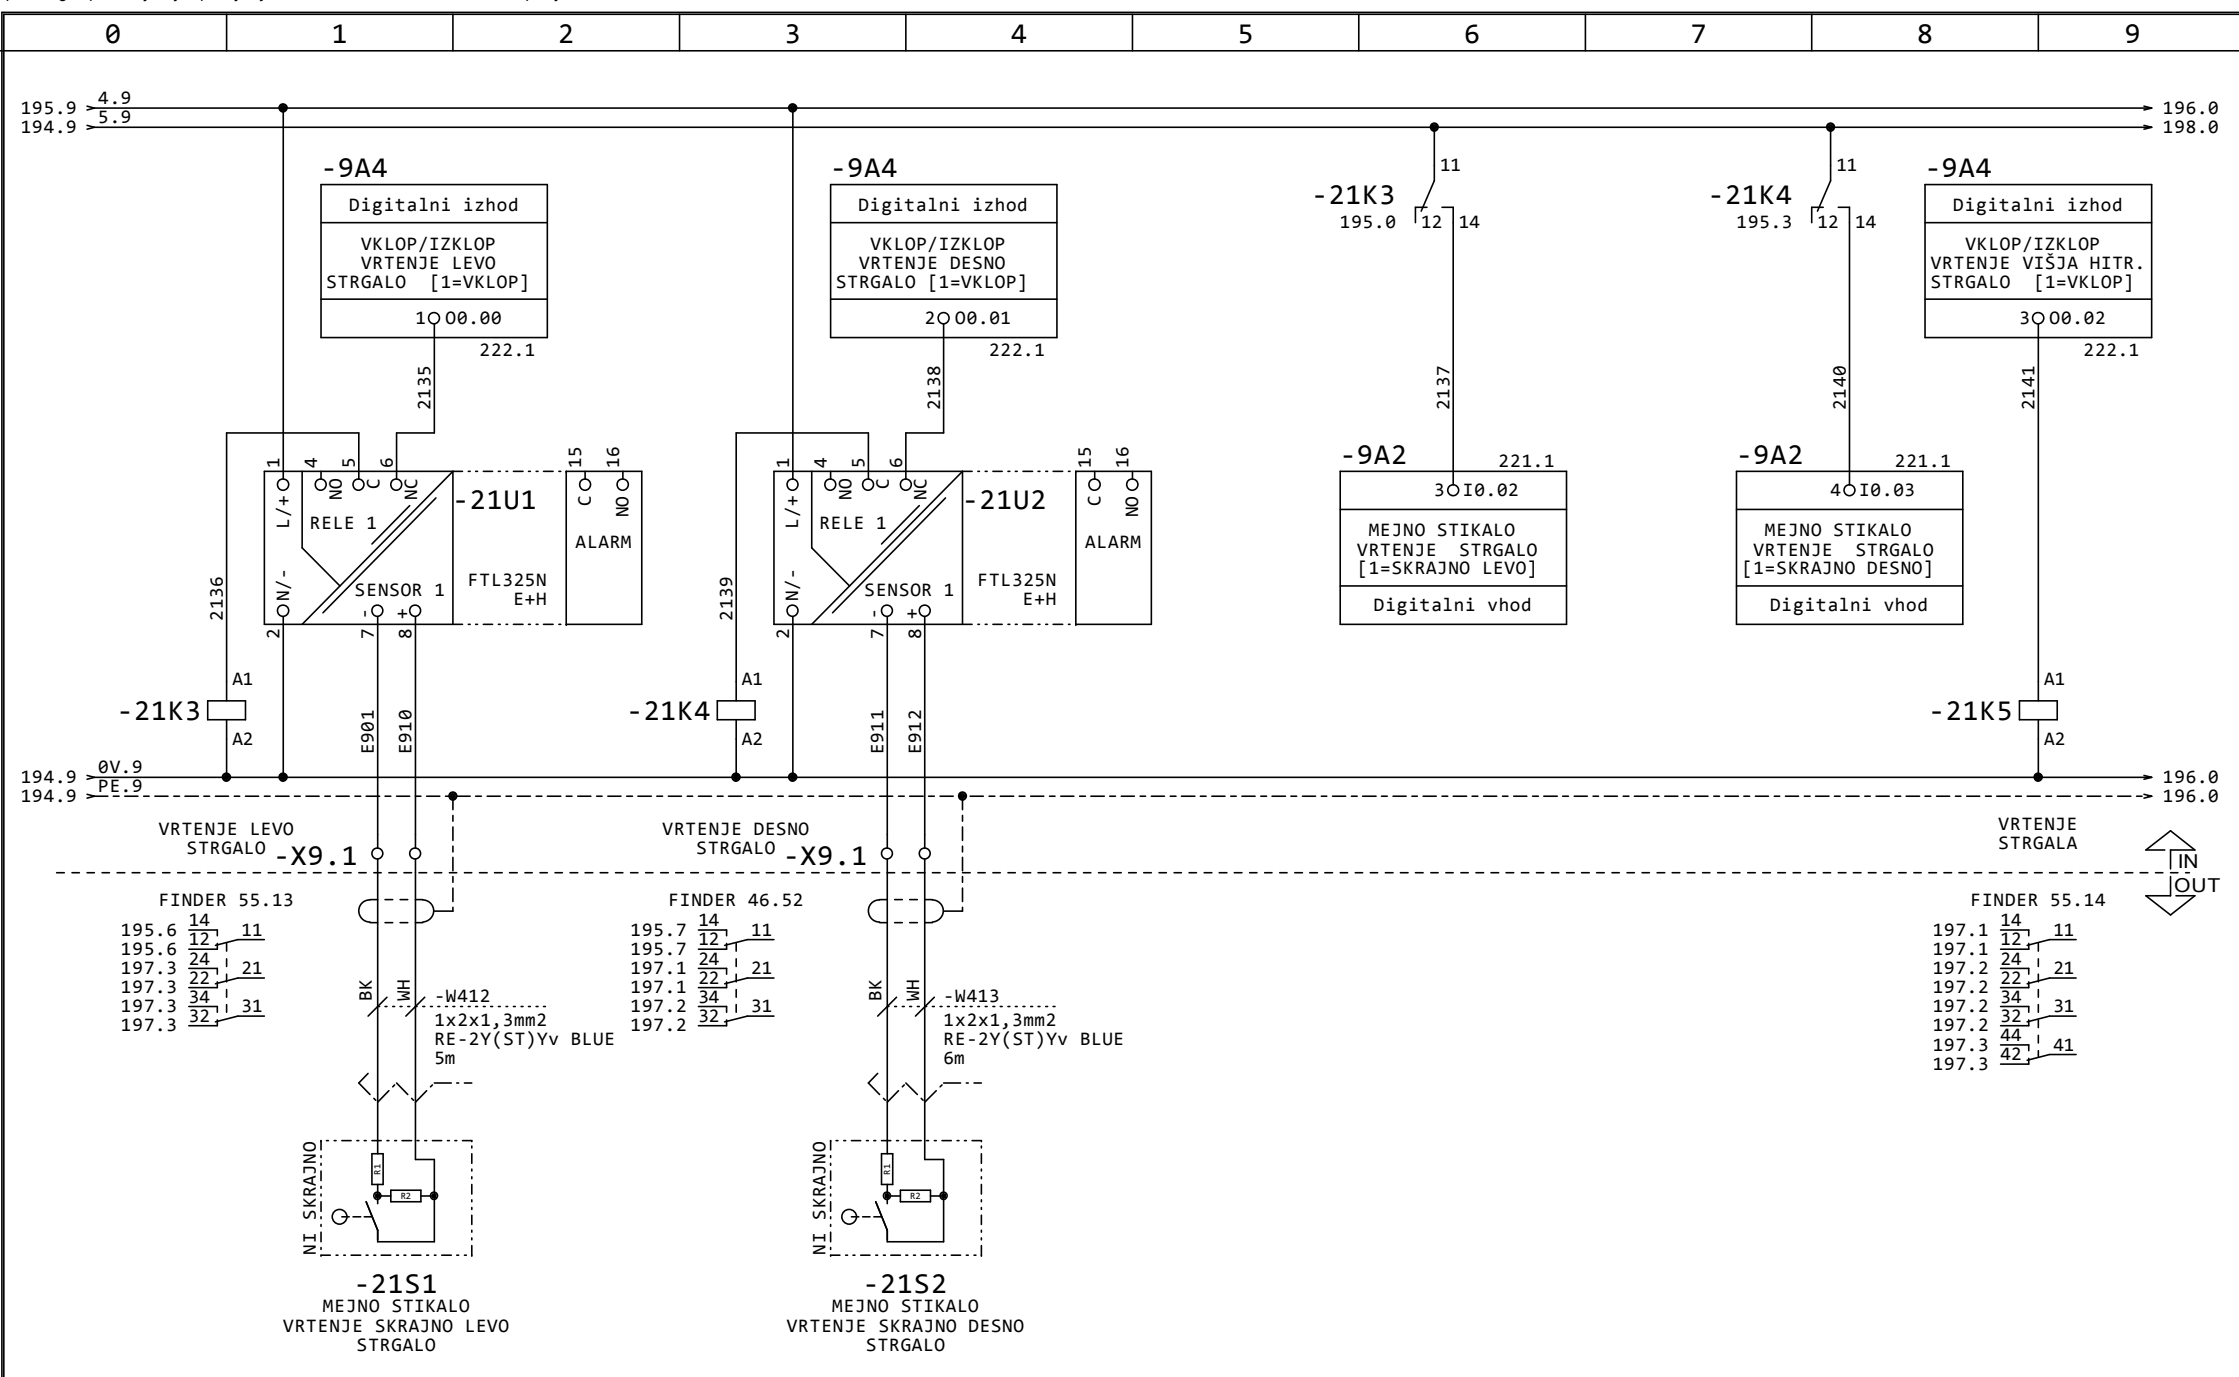 0 1 2 3 4 5 6 7 8 9
195.9 4.9 196.0
194.9 5.9 198.0
-9A4
Digitalni izhod
VKLOP/IZKLOP
VRTENJE LEVO
STRGALO [1=VKLOP]
1 O0.00
222.1
2135
-9A4
Digitalni izhod
VKLOP/IZKLOP
VRTENJE DESNO
STRGALO [1=VKLOP]
2 O0.01
222.1
2138
11
-21K3
195.0 12 14
2137
11
-21K4
195.3 12 14
2140
-9A4
Digitalni izhod
VKLOP/IZKLOP
VRTENJE VIŠJA HITR.
STRGALO [1=VKLOP]
3 O0.02
222.1
2141
1 4 5 6 15 16
L/+ NO C NC C NO
-21U1
RELE 1
ALARM
N/-
SENSOR 1
FTL325N
E+H
- +
2 7 8
2136
1 4 5 6 15 16
L/+ NO C NC C NO
-21U2
RELE 1
ALARM
N/-
SENSOR 1
FTL325N
E+H
- +
2 7 8
2139
-9A2 221.1
3 I0.02
MEJNO STIKALO
VRTENJE STRGALO
[1=SKRAJNO LEVO]
Digitalni vhod
-9A2 221.1
4 I0.03
MEJNO STIKALO
VRTENJE STRGALO
[1=SKRAJNO DESNO]
Digitalni vhod
A1
-21K3
A2
E901
E910
A1
-21K4
A2
E911
E912
A1
-21K5
A2
194.9 0V.9 196.0
194.9 PE.9 196.0
VRTENJE LEVO
STRGALO
-X9.1
VRTENJE DESNO
STRGALO
-X9.1
VRTENJE
STRGALA
IN
OUT
FINDER 55.13
195.6 14
195.6 12 11
197.3 24
197.3 22 21
197.3 34
197.3 32 31
BK
WH
-W412
1x2x1,3mm2
RE-2Y(ST)Yv BLUE
5m
FINDER 46.52
195.7 14
195.7 12 11
197.1 24
197.1 22 21
197.2 34
197.2 32 31
BK
WH
-W413
1x2x1,3mm2
RE-2Y(ST)Yv BLUE
6m
FINDER 55.14
197.1 14
197.1 12 11
197.2 24
197.2 22 21
197.2 34
197.2 32 31
197.3 44
197.3 42 41
NI SKRAJNO
R1
R2
-21S1
MEJNO STIKALO
VRTENJE SKRAJNO LEVO
STRGALO
NI SKRAJNO
R1
R2
-21S2
MEJNO STIKALO
VRTENJE SKRAJNO DESNO
STRGALO